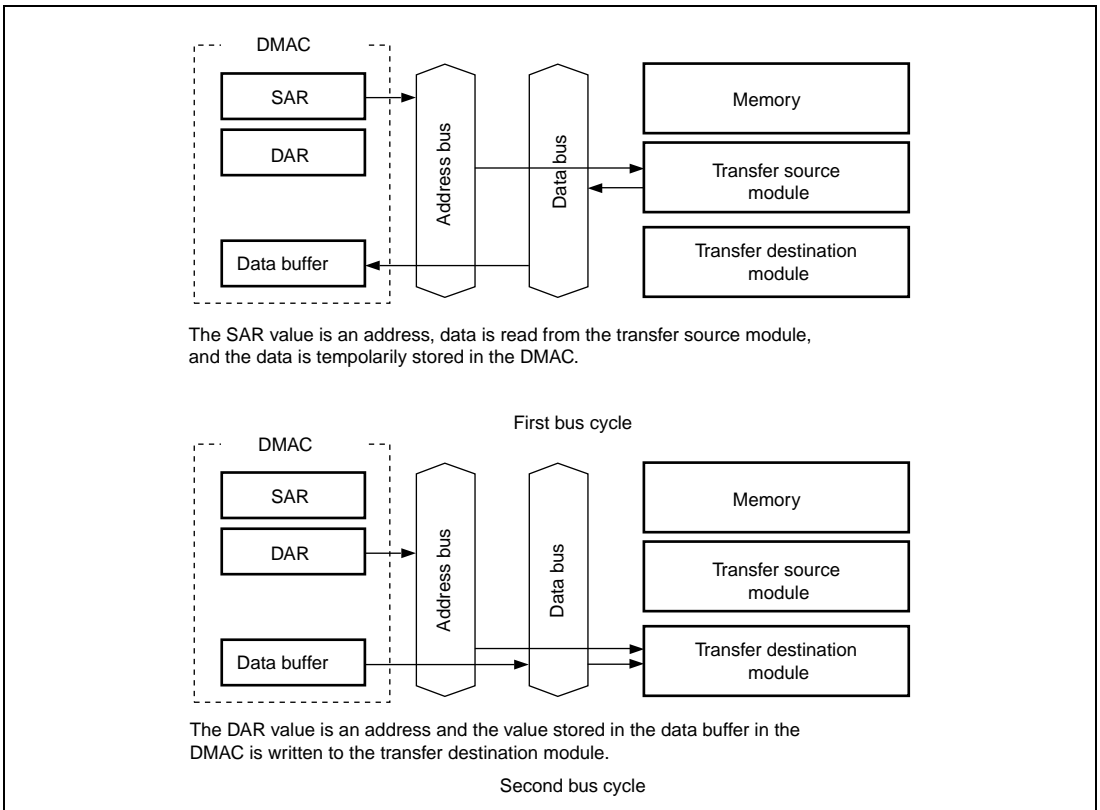 DMAC
SAR
DAR
Data buffer
Address bus
Data bus
Memory
Transfer source
module
Transfer destination
module
The SAR value is an address, data is read from the transfer source module,
and the data is tempolarily stored in the DMAC.
First bus cycle
DMAC
SAR
DAR
Data buffer
Address bus
Data bus
Memory
Transfer source
module
Transfer destination
module
The DAR value is an address and the value stored in the data buffer in the
DMAC is written to the transfer destination module.
Second bus cycle